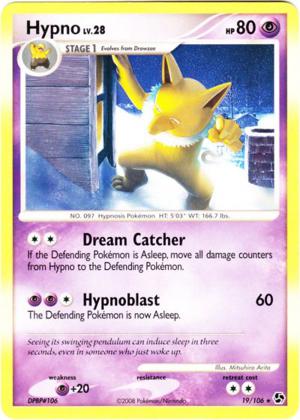 Hypno LV.28 HP 80
STAGE 1 Evolves from Drowzee
NO. 097 Hypnosis Pokémon HT: 5'03" WT: 166.7 lbs.
Dream Catcher
If the Defending Pokémon is Asleep, move all damage counters
from Hypno to the Defending Pokémon.
Hypnoblast 60
The Defending Pokémon is now Asleep.
Seeing its swinging pendulum can induce sleep in three
seconds, even in someone who just woke up.
Illus. Mitsuhiro Arita
weakness resistance retreat cost
+20
DPBP#106 ©2008 Pokémon/Nintendo 19/106 ★